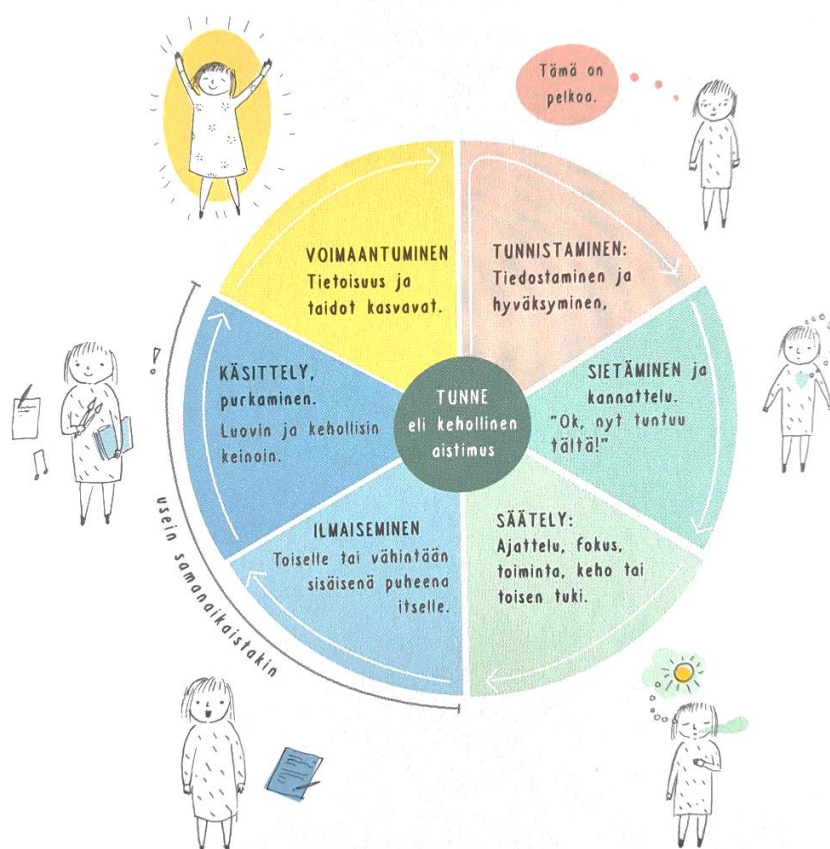 Tämä on
pelkoa.
TUNNISTAMINEN:
Tiedostaminen ja
hyväksyminen,
SIETÄMINEN ja
kannattelu.
"Ok, nyt tuntuu
tältä!"
SÄÄTELY:
Ajattelu, fokus,
toiminta, keho tai
toisen tuki.
ILMAISEMINEN
Toiselle tai vähintään
sisäisenä puheena
itselle.
KÄSITTELY,
purkaminen.
Luovin ja kehollisin
keinoin.
VOIMAANTUMINEN
Tietoisuus ja
taidot kasvavat.
TUNNE
eli kehollinen
aistimus
usein samanaikaistakin
!